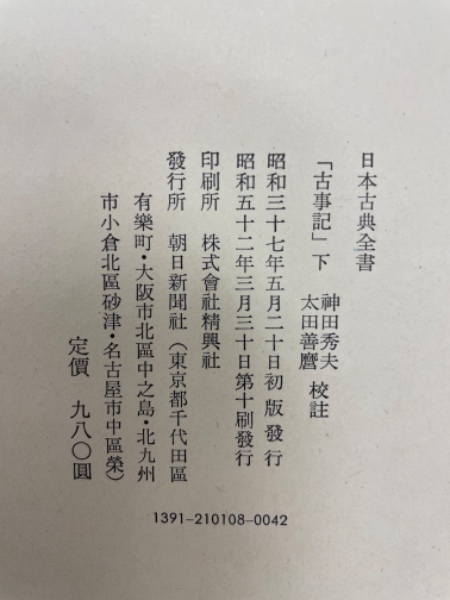 日本古典全書
「古事記」下
神田秀夫
太田善麿
校註
昭和三十七年五月二十日初版發行
昭和五十二年三月三十日第十刷發行
印刷所　株式會社精興社
發行所　朝日新聞社（東京都千代田區
有樂町・大阪市北區中之島・北九州
市小倉北區砂津・名古屋市中區榮）
定價　九八〇圓
1391-210108-0042